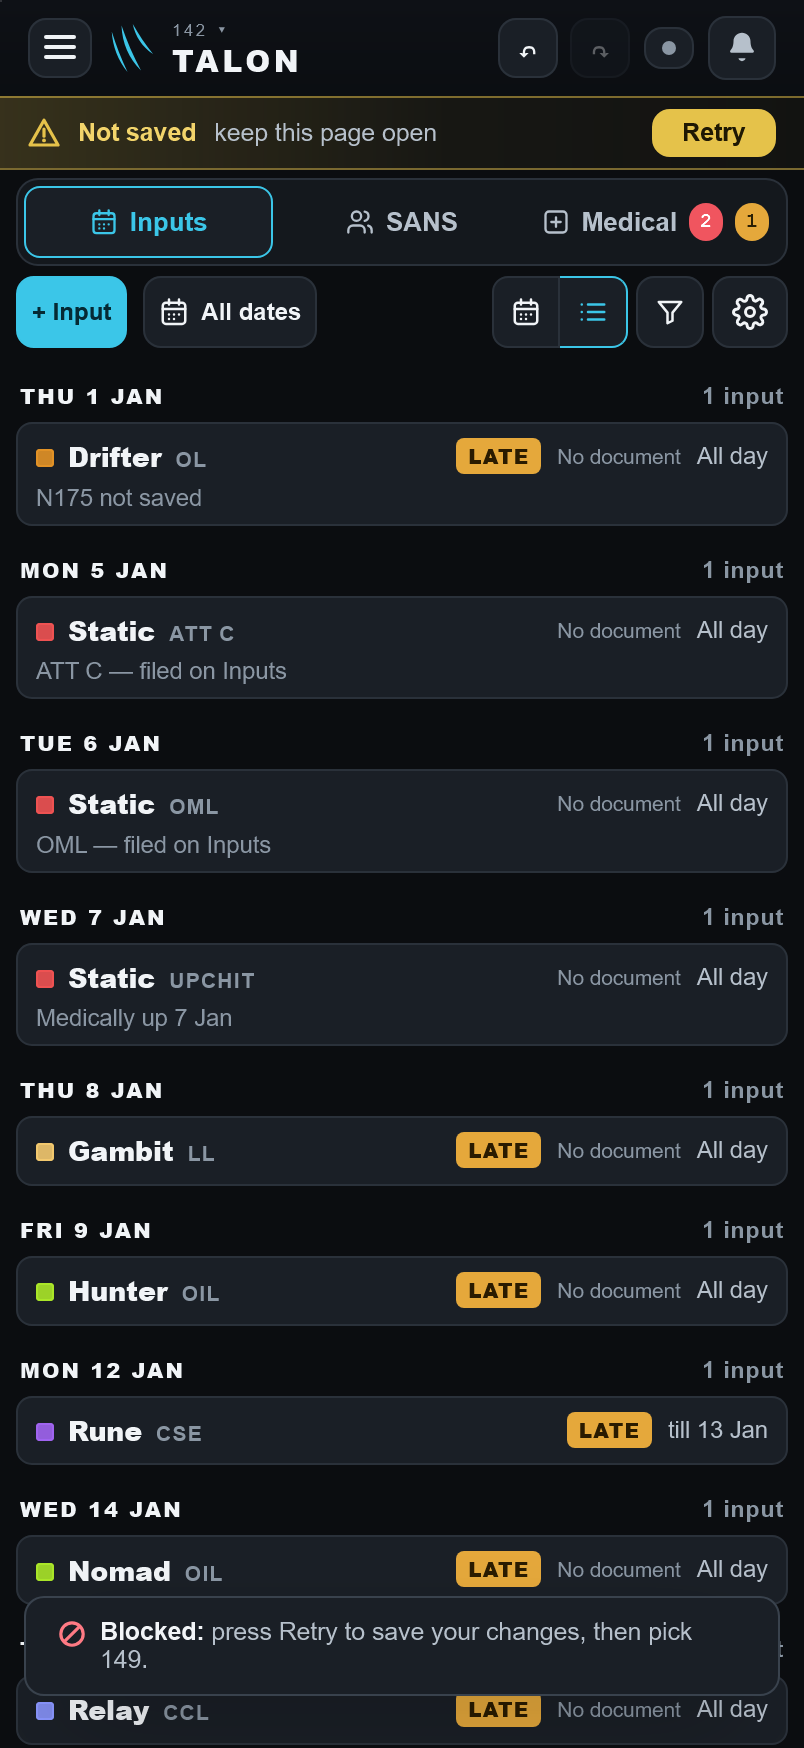 142 ▾
TALON
Not saved keep this page open Retry
Inputs SANS Medical 2 1
+ Input All dates
THU 1 JAN 1 input
Drifter OL LATE No document All day
N175 not saved
MON 5 JAN 1 input
Static ATT C No document All day
ATT C — filed on Inputs
TUE 6 JAN 1 input
Static OML No document All day
OML — filed on Inputs
WED 7 JAN 1 input
Static UPCHIT No document All day
Medically up 7 Jan
THU 8 JAN 1 input
Gambit LL LATE No document All day
FRI 9 JAN 1 input
Hunter OIL LATE No document All day
MON 12 JAN 1 input
Rune CSE LATE till 13 Jan
WED 14 JAN 1 input
Nomad OIL LATE No document All day
Blocked: press Retry to save your changes, then pick
149.
Relay CCL LATE No document All day